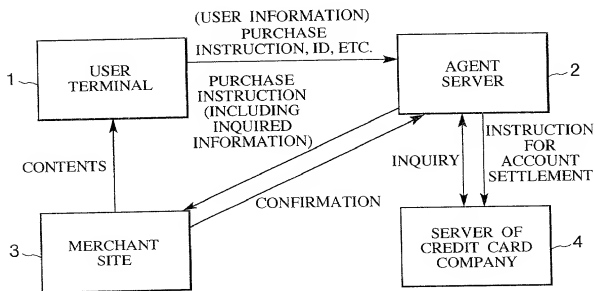 (USER INFORMATION)
PURCHASE
INSTRUCTION, ID, ETC.
1
USER
TERMINAL
AGENT
SERVER
2
PURCHASE
INSTRUCTION
(INCLUDING
INQUIRED
INFORMATION)
CONTENTS
INQUIRY
INSTRUCTION
FOR
ACCOUNT
SETTLEMENT
CONFIRMATION
3
MERCHANT
SITE
SERVER OF
CREDIT CARD
COMPANY
4